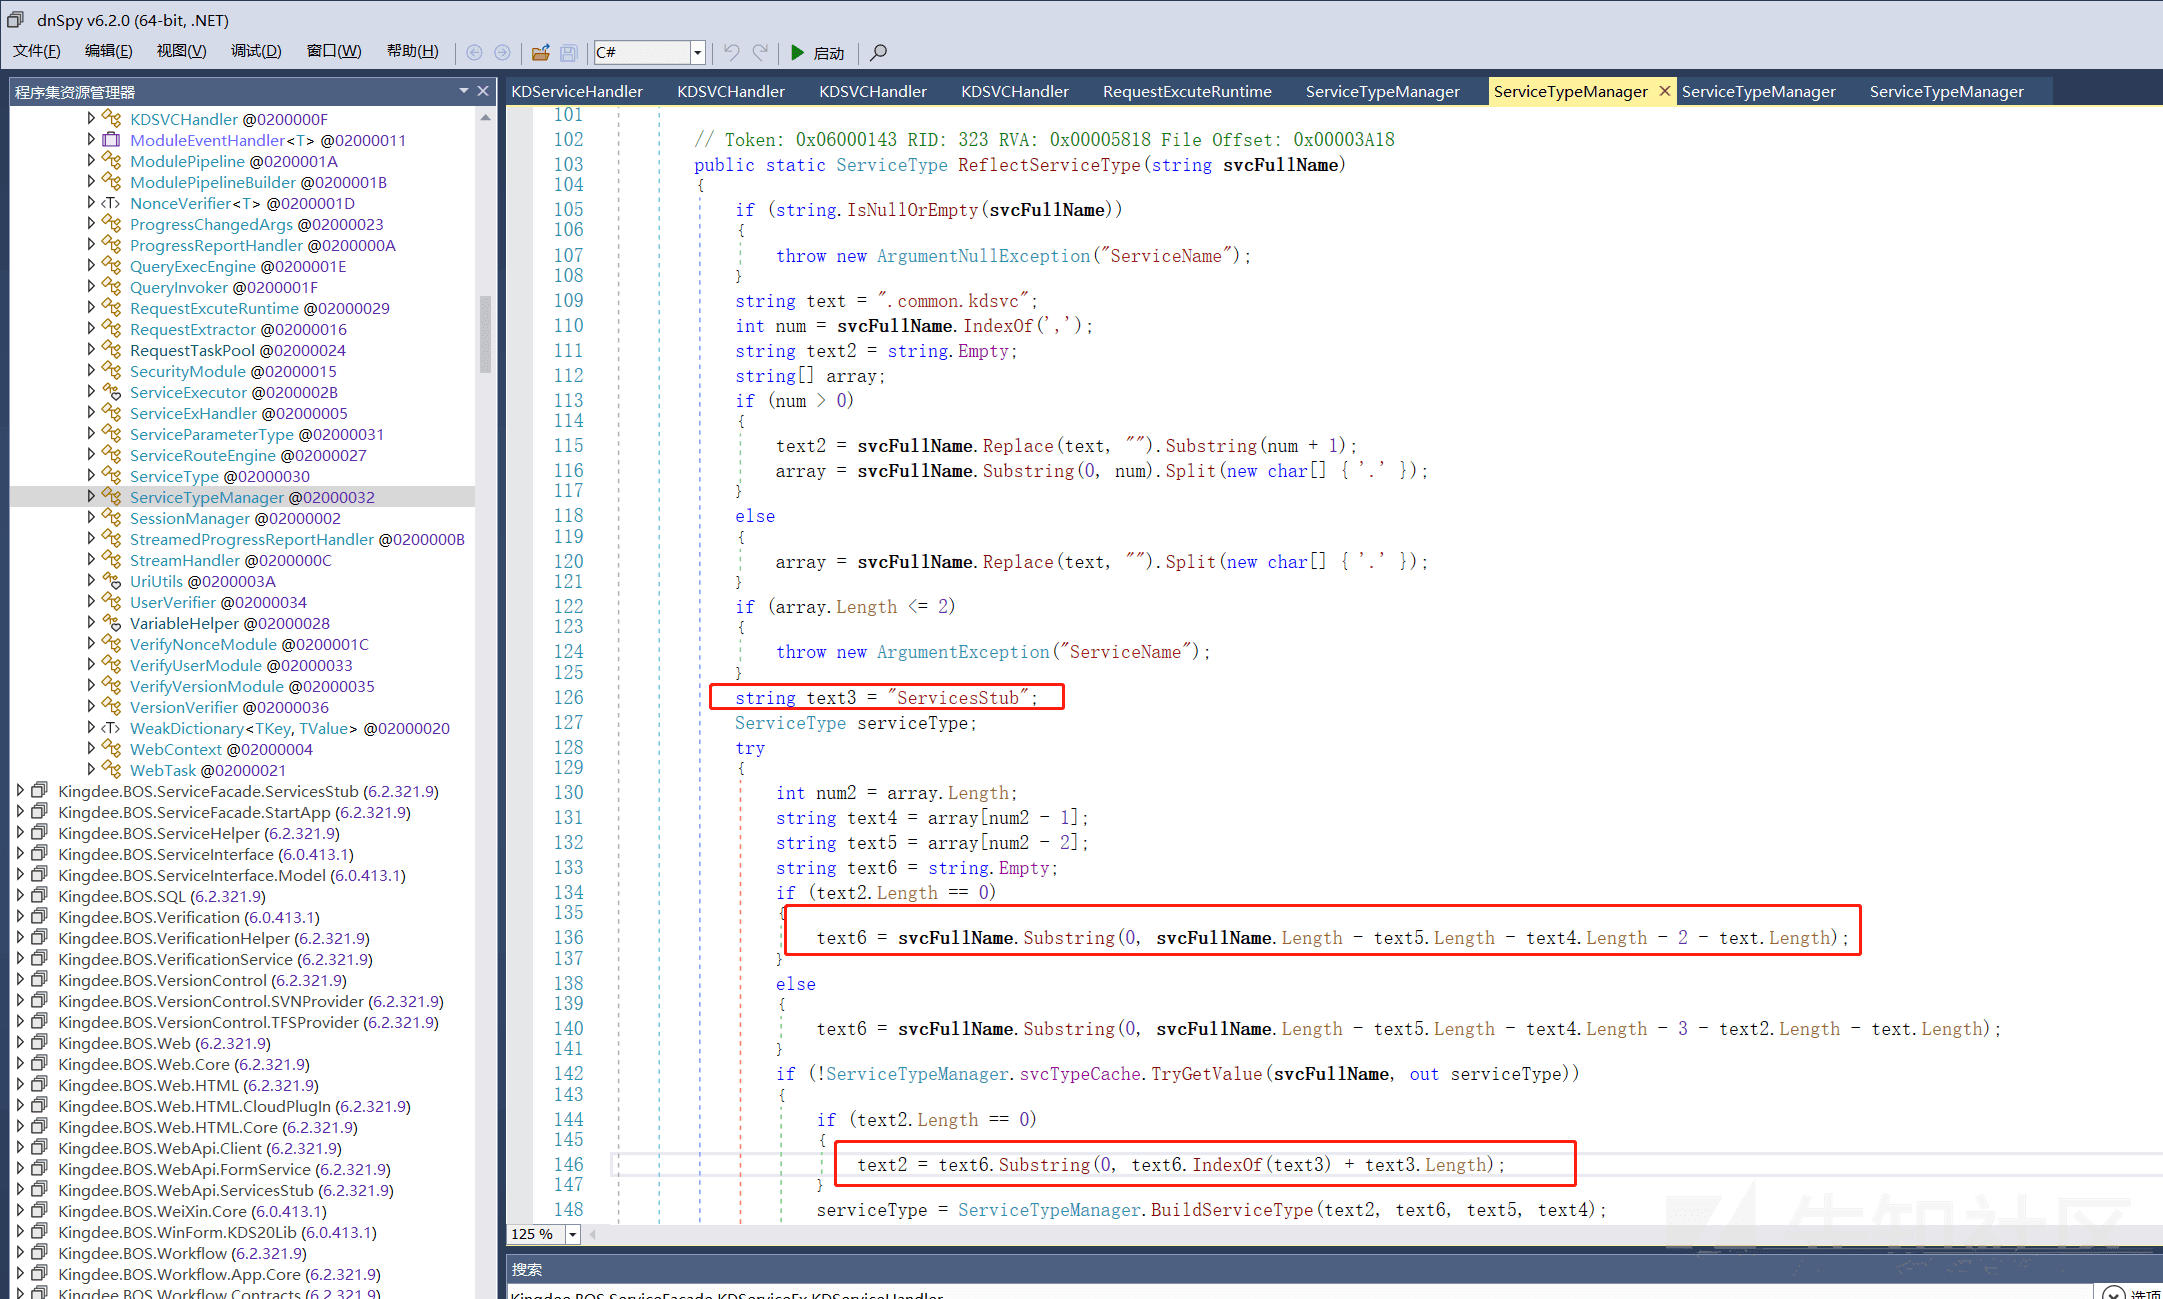 dnSpy v6.2.0 (64-bit, .NET)
文件(F) 编辑(E) 视图(V) 调试(D) 窗口(W) 帮助(H) C# 启动
程序集资源管理器
KDSVCHandler @0200000F
ModuleEventHandler<T> @02000011
ModulePipeline @0200001A
ModulePipelineBuilder @0200001B
NonceVerifier<T> @0200001D
ProgressChangedArgs @02000023
ProgressReportHandler @0200000A
QueryExecEngine @0200001E
QueryInvoker @0200001F
RequestExcuteRuntime @02000029
RequestExtractor @02000016
RequestTaskPool @02000024
SecurityModule @02000015
ServiceExecutor @0200002B
ServiceExHandler @02000005
ServiceParameterType @02000031
ServiceRouteEngine @02000027
ServiceType @02000030
ServiceTypeManager @02000032
SessionManager @02000002
StreamedProgressReportHandler @0200000B
StreamHandler @0200000C
UriUtils @0200003A
UserVerifier @02000034
VariableHelper @02000028
VerifyNonceModule @0200001C
VerifyUserModule @02000033
VerifyVersionModule @02000035
VersionVerifier @02000036
WeakDictionary<TKey, TValue> @02000020
WebContext @02000004
WebTask @02000021
Kingdee.BOS.ServiceFacade.ServicesStub (6.2.321.9)
Kingdee.BOS.ServiceFacade.StartApp (6.2.321.9)
Kingdee.BOS.ServiceHelper (6.2.321.9)
Kingdee.BOS.ServiceInterface (6.0.413.1)
Kingdee.BOS.ServiceInterface.Model (6.0.413.1)
Kingdee.BOS.SQL (6.2.321.9)
Kingdee.BOS.Verification (6.0.413.1)
Kingdee.BOS.VerificationHelper (6.2.321.9)
Kingdee.BOS.VerificationService (6.2.321.9)
Kingdee.BOS.VersionControl (6.2.321.9)
Kingdee.BOS.VersionControl.SVNProvider (6.2.321.9)
Kingdee.BOS.VersionControl.TFSProvider (6.2.321.9)
Kingdee.BOS.Web (6.2.321.9)
Kingdee.BOS.Web.Core (6.2.321.9)
Kingdee.BOS.Web.HTML (6.2.321.9)
Kingdee.BOS.Web.HTML.CloudPlugIn (6.2.321.9)
Kingdee.BOS.Web.HTML.Core (6.2.321.9)
Kingdee.BOS.WebApi.Client (6.2.321.9)
Kingdee.BOS.WebApi.FormService (6.2.321.9)
Kingdee.BOS.WebApi.ServicesStub (6.2.321.9)
Kingdee.BOS.WeiXin.Core (6.0.413.1)
Kingdee.BOS.WinForm.KDS20Lib (6.0.413.1)
Kingdee.BOS.Workflow (6.2.321.9)
Kingdee.BOS.Workflow.App.Core (6.2.321.9)
Kingdee.BOS.Workflow.Contracts (6.2.321.9)
KDServiceHandler KDSVCHandler KDSVCHandler KDSVCHandler RequestExcuteRuntime ServiceTypeManager ServiceTypeManager ServiceTypeManager ServiceTypeManager
101
102 // Token: 0x06000143 RID: 323 RVA: 0x00005818 File Offset: 0x00003A18
103 public static ServiceType ReflectServiceType(string svcFullName)
104 {
105 if (string.IsNullOrEmpty(svcFullName))
106 {
107 throw new ArgumentNullException("ServiceName");
108 }
109 string text = ".common.kdsvc";
110 int num = svcFullName.IndexOf(',');
111 string text2 = string.Empty;
112 string[] array;
113 if (num > 0)
114 {
115 text2 = svcFullName.Replace(text, "").Substring(num + 1);
116 array = svcFullName.Substring(0, num).Split(new char[] { '.' });
117 }
118 else
119 {
120 array = svcFullName.Replace(text, "").Split(new char[] { '.' });
121 }
122 if (array.Length <= 2)
123 {
124 throw new ArgumentException("ServiceName");
125 }
126 string text3 = "ServicesStub";
127 ServiceType serviceType;
128 try
129 {
130 int num2 = array.Length;
131 string text4 = array[num2 - 1];
132 string text5 = array[num2 - 2];
133 string text6 = string.Empty;
134 if (text2.Length == 0)
135 {
136 text6 = svcFullName.Substring(0, svcFullName.Length - text5.Length - text4.Length - 2 - text.Length);
137 }
138 else
139 {
140 text6 = svcFullName.Substring(0, svcFullName.Length - text5.Length - text4.Length - 3 - text2.Length - text.Length);
141 }
142 if (!ServiceTypeManager.svcTypeCache.TryGetValue(svcFullName, out serviceType))
143 {
144 if (text2.Length == 0)
145 {
146 text2 = text6.Substring(0, text6.IndexOf(text3) + text3.Length);
147 }
148 serviceType = ServiceTypeManager.BuildServiceType(text2, text6, text5, text4);
125 %
搜索
Kingdee.BOS.ServiceFacade.KDServiceEx.KDServiceHandler
选项